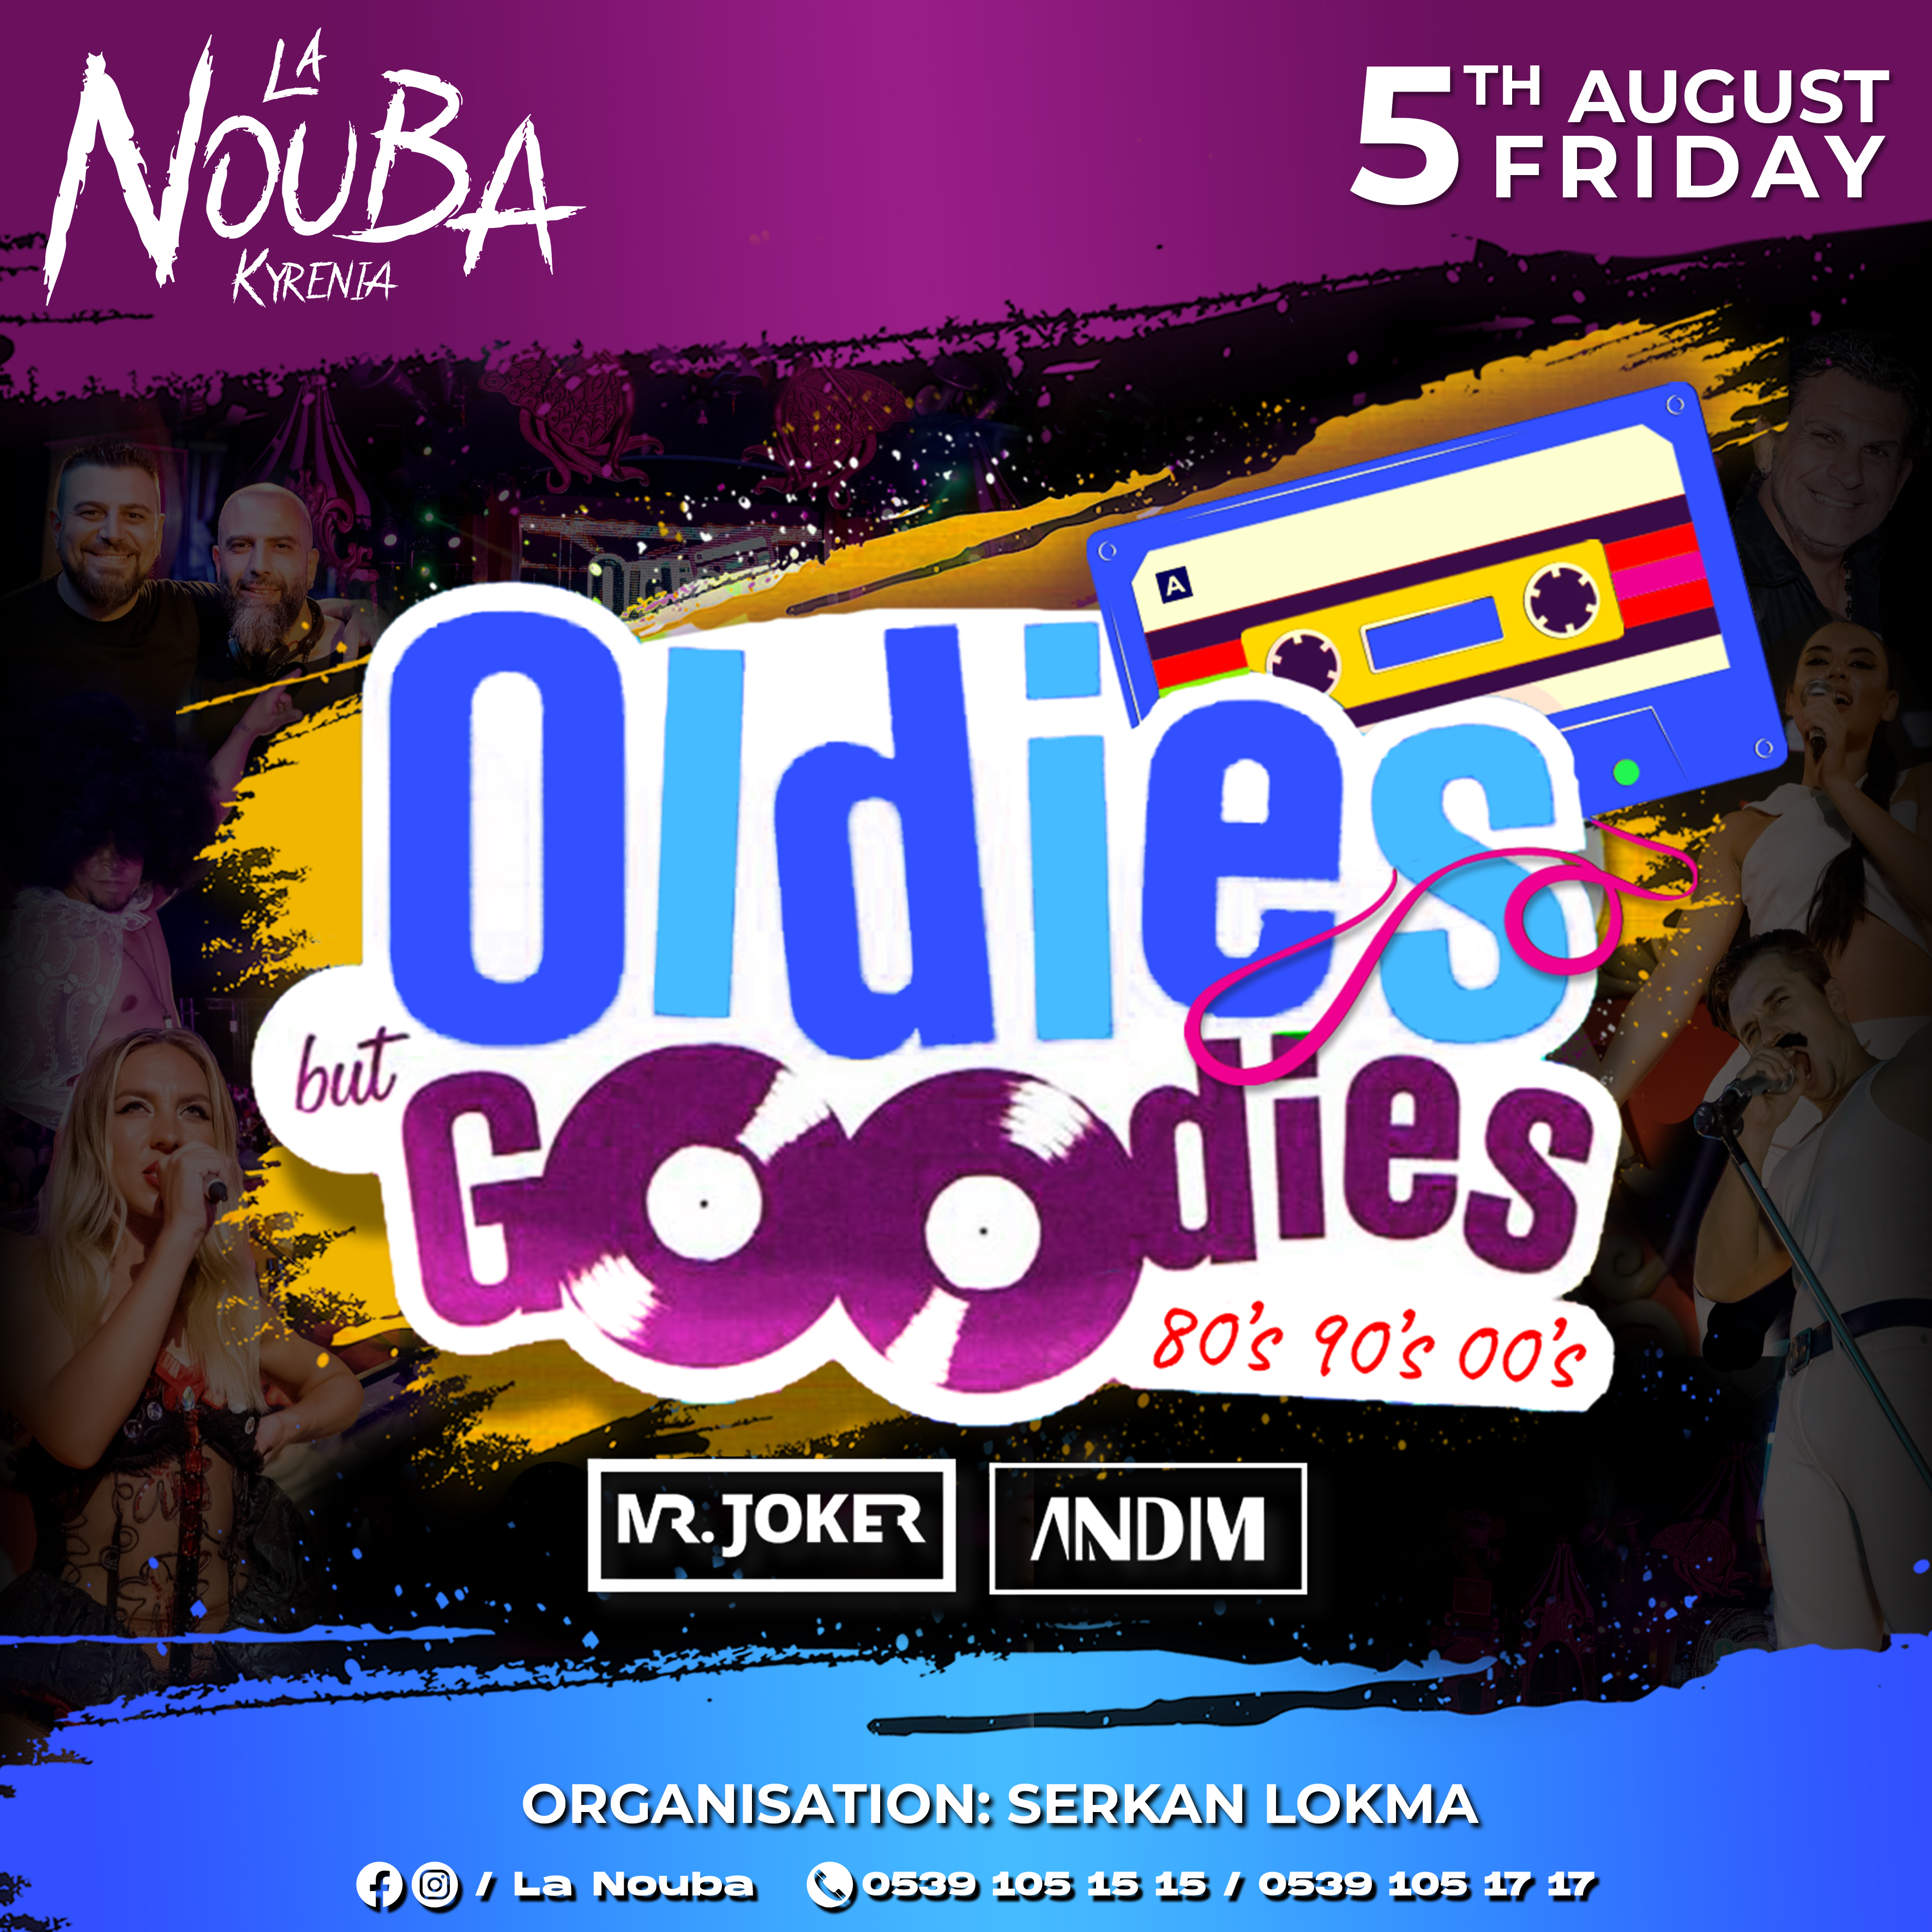 LA
NOUBA
KYRENIA
5TH AUGUST
FRIDAY
A
Oldies
but Goodies
80's 90's 00's
MR. JOKER
ANDIM
ORGANISATION: SERKAN LOKMA
/ La Nouba 0539 105 15 15 / 0539 105 17 17